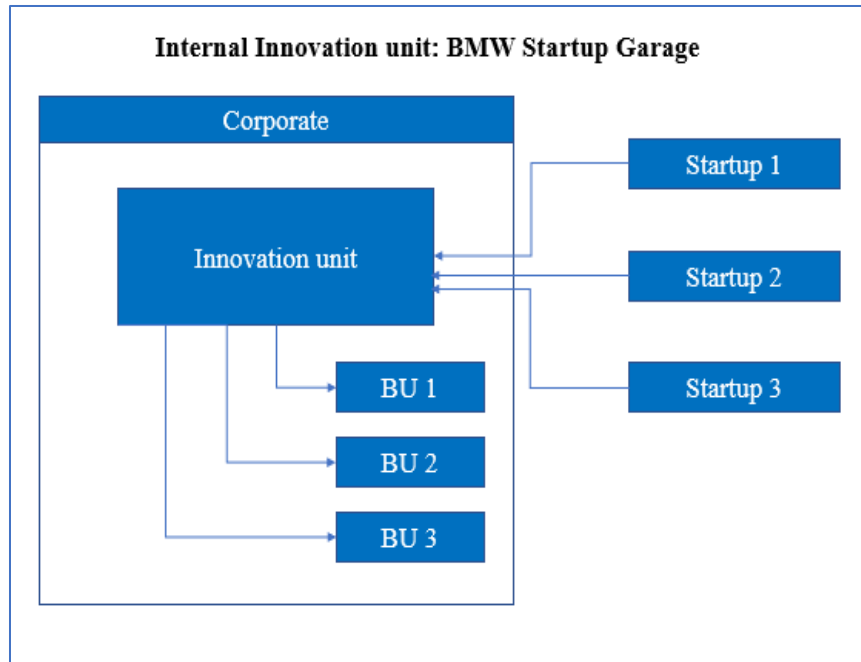 Internal Innovation unit: BMW Startup Garage
Corporate
Startup 1
Innovation unit
Startup 2
Startup 3
BU 1
BU 2
BU 3